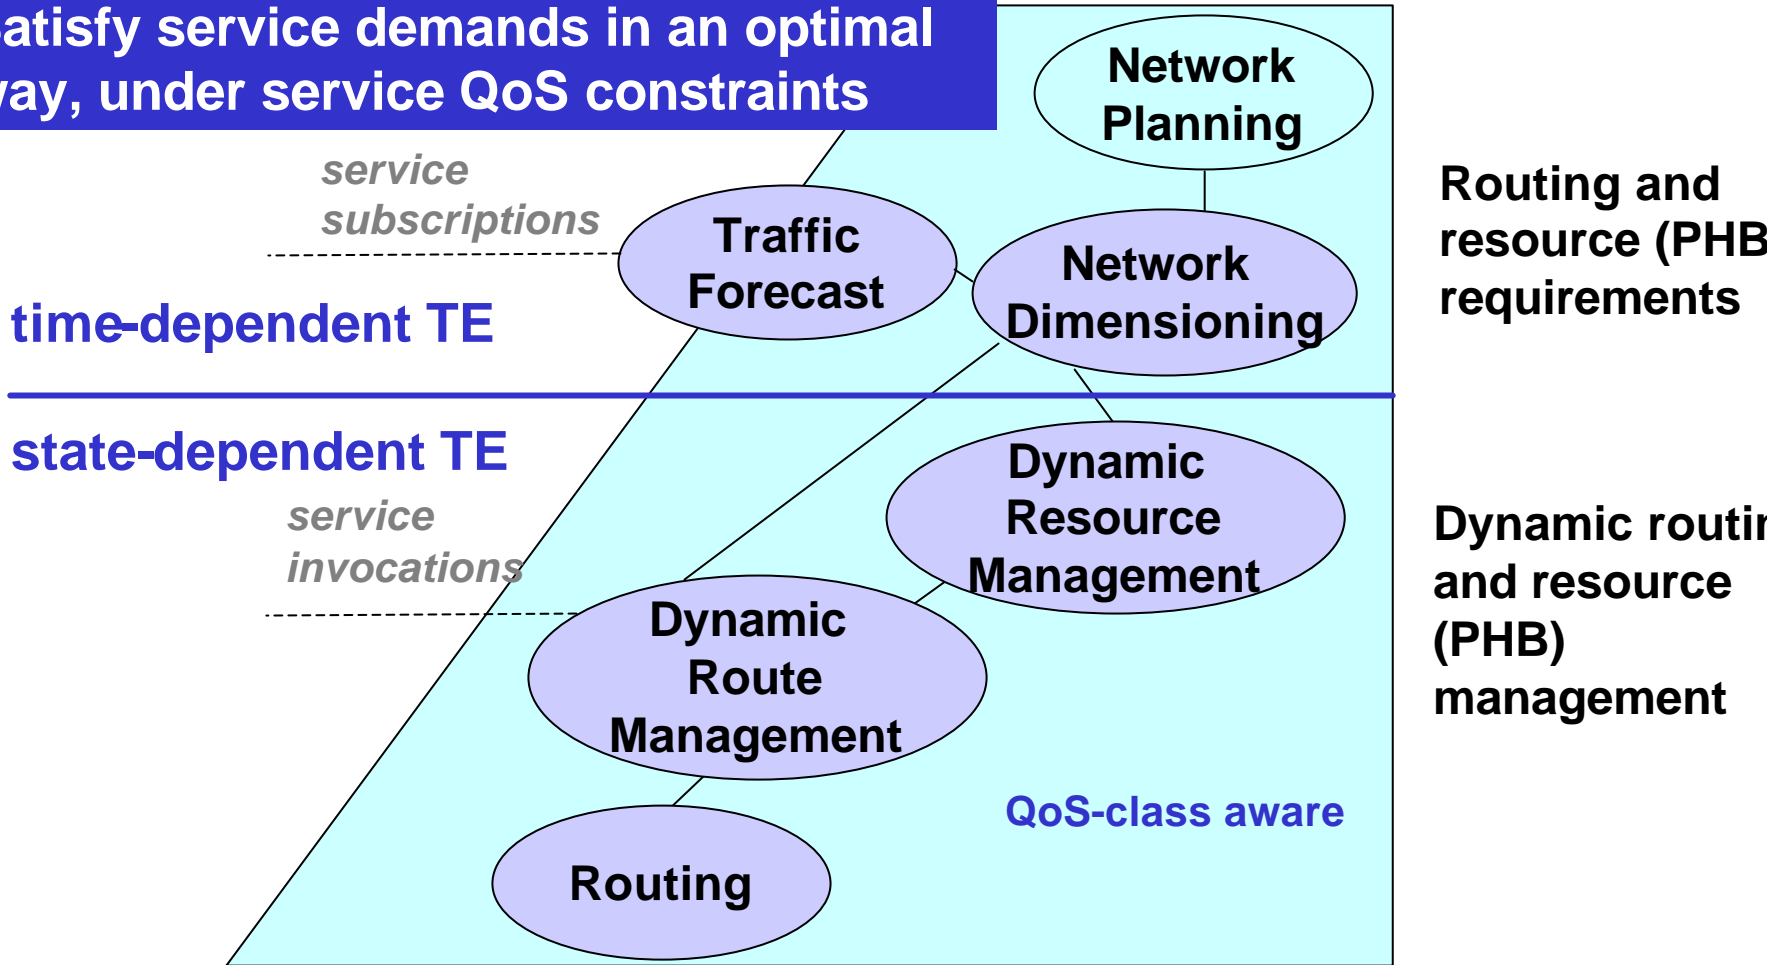 atisfy service demands in an optimal
way, under service QoS constraints
Network
Planning
service
subscriptions
Traffic
Forecast
Network
Dimensioning
Routing and
resource (PHB
requirements
time-dependent TE
state-dependent TE
service
invocations
Dynamic
Resource
Management
Dynamic routin
and resource
(PHB)
management
Dynamic
Route
Management
QoS-class aware
Routing